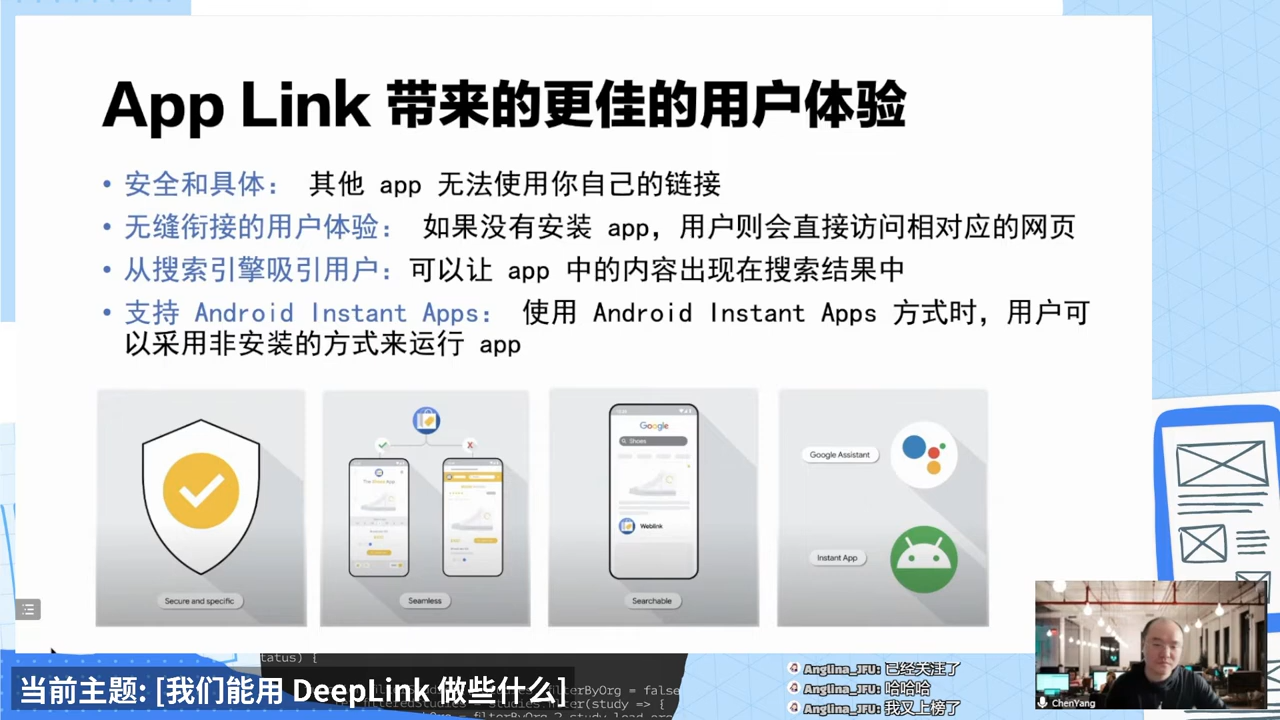 App Link 带来的更佳的用户体验
• 安全和具体： 其他 app 无法使用你自己的链接
• 无缝衔接的用户体验： 如果没有安装 app，用户则会直接访问相对应的网页
• 从搜索引擎吸引用户：可以让 app 中的内容出现在搜索结果中
• 支持 Android Instant Apps： 使用 Android Instant Apps 方式时，用户可
以采用非安装的方式来运行 app
Google
Shoes
Weblink
Google Assistant
Instant App
Secure and specific
Seamless
Searchable
tatus) {
当前主题: [我们能用 DeepLink 做些什么]
filterByOrg = false
study => {
Anglina_JFU: 已经关注了
Anglina_JFU: 哈哈哈
Anglina_JFU: 我又上榜了
ChenYang